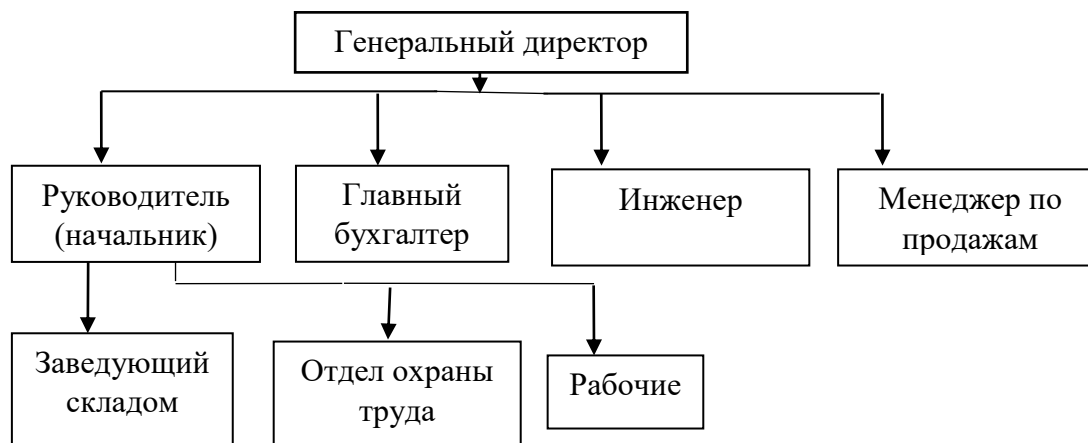 Генеральный директор
Руководитель
(начальник)
Главный
бухгалтер
Инженер
Менеджер по
продажам
Заведующий
складом
Отдел охраны
труда
Рабочие